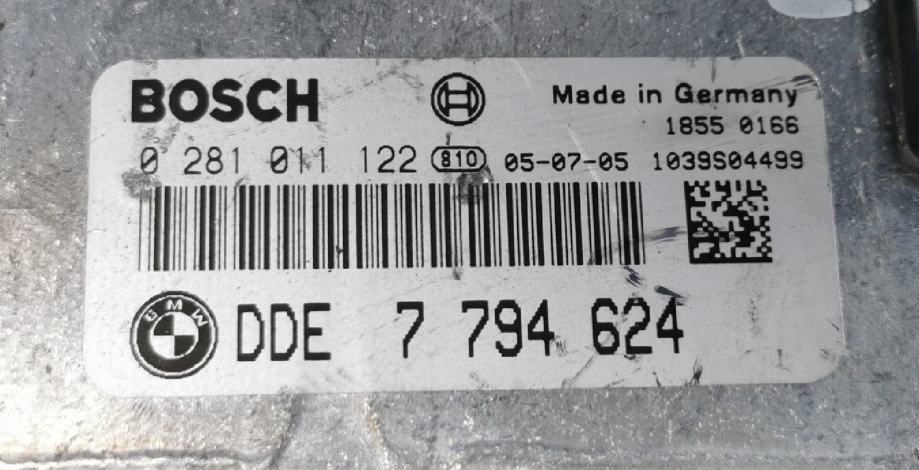 BOSCH Made in Germany
1855 0166
0 281 011 122 810 05-07-05 1039S04499
BMW DDE 7 794 624